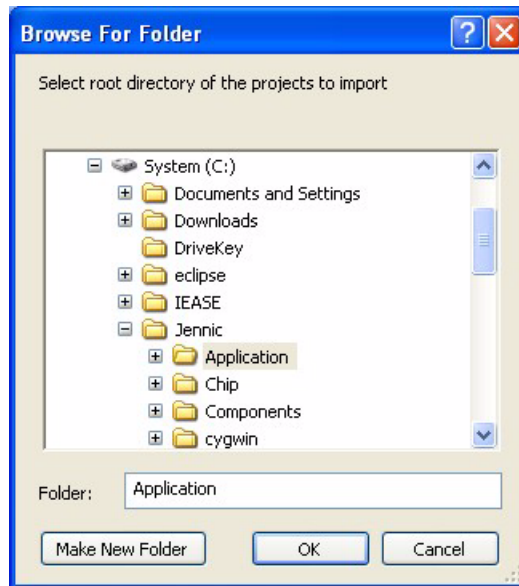 Browse For Folder
Select root directory of the projects to import
System (C:)
Documents and Settings
Downloads
DriveKey
eclipse
IEASE
Jennic
Application
Chip
Components
cygwin
Folder: Application
Make New Folder OK Cancel